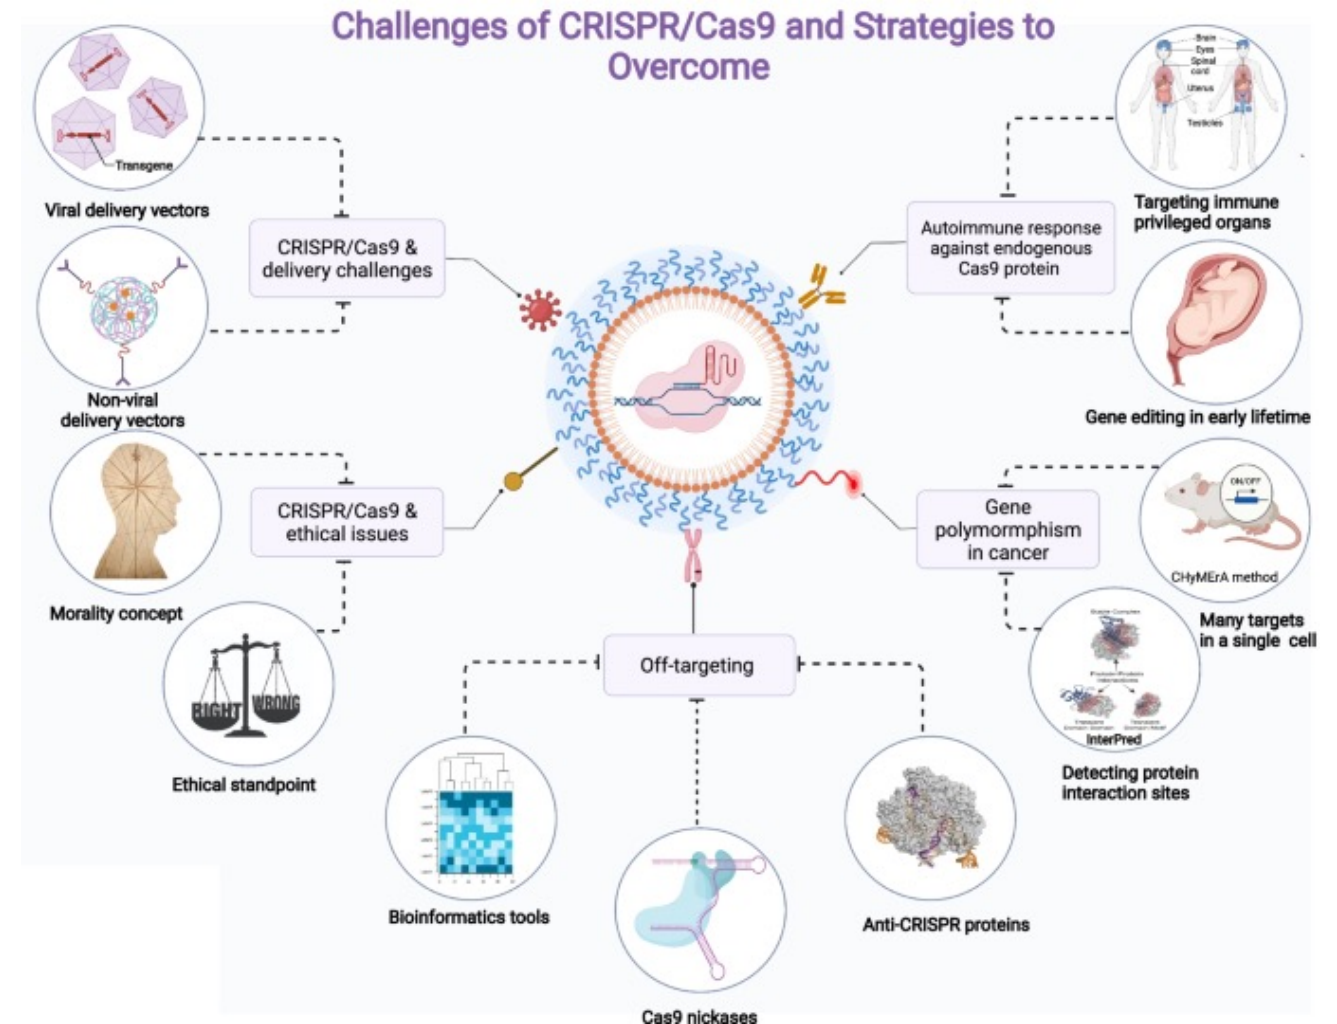 Challenges of CRISPR/Cas9 and Strategies to
Overcome
Transgene
Viral delivery vectors
CRISPR/Cas9 &
delivery challenges
Non-viral
delivery vectors
Morality concept
CRISPR/Cas9 &
ethical issues
RIGHT
WRONG
Ethical standpoint
Brain
Eyes
Spinal
cord
Uterus
Testicles
Targeting immune
privileged organs
Autoimmune response
against endogenous
Cas9 protein
Gene editing in early lifetime
Gene
polymormphism
in cancer
ON/OFF
CHyMErA method
Many targets
in a single cell
InterPred
Detecting protein
interaction sites
Off-targeting
Bioinformatics tools
Cas9 nickases
Anti-CRISPR proteins